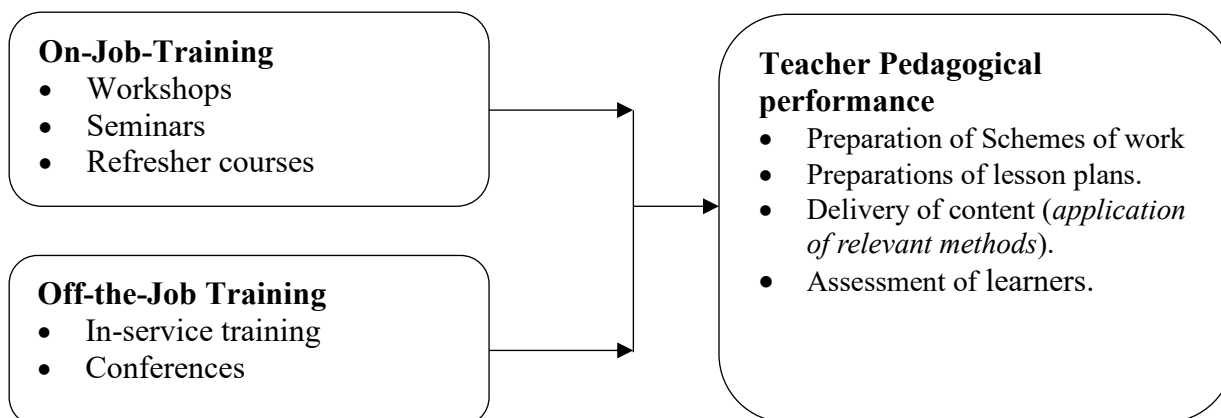 On-Job-Training
• Workshops
• Seminars
• Refresher courses
Off-the-Job Training
• In-service training
• Conferences
Teacher Pedagogical
performance
• Preparation of Schemes of work
• Preparations of lesson plans.
• Delivery of content (application
of relevant methods).
• Assessment of learners.